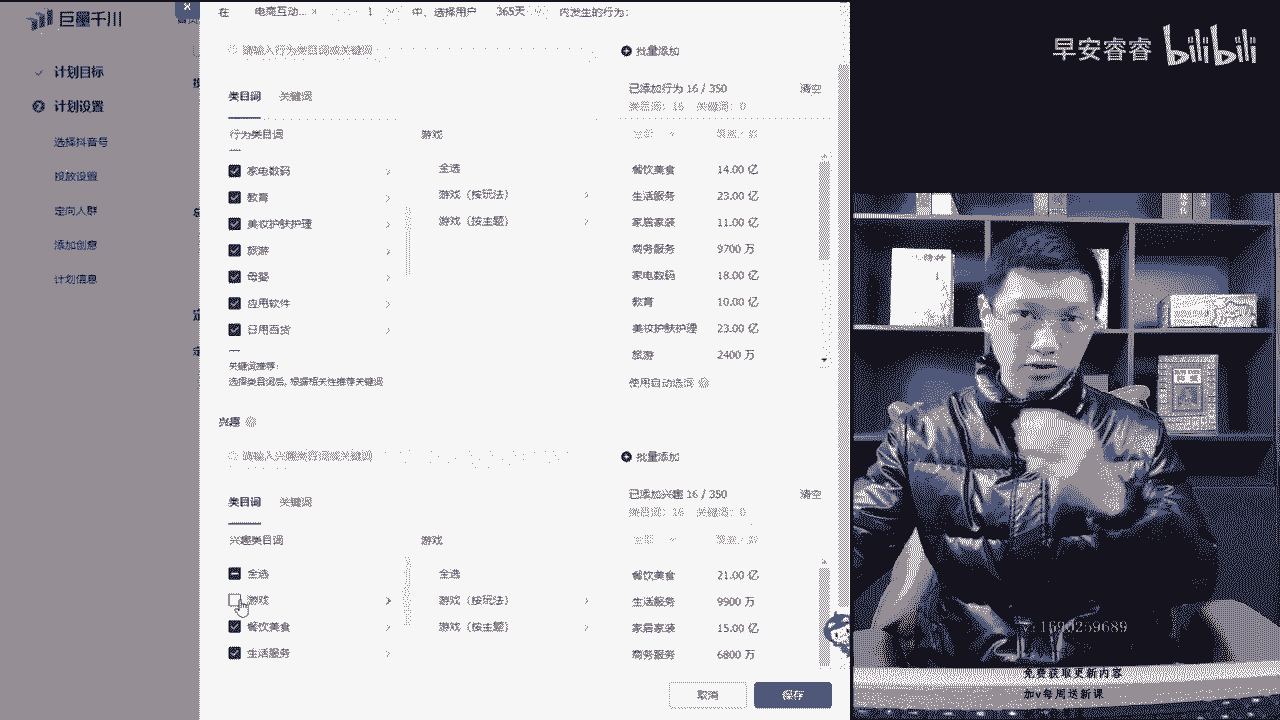 巨量千川
计划目标
计划设置
选择抖音号
投放设置
定向人群
添加创意
计划信息
在 电商互动... × 1 中、选择用户 365天 内发生的行为:
请输入行为类目词或关键词
批量添加
类目词 关键词
已添加行为 16 / 350 清空
类目词: 16 关键词: 0
行为类目词 游戏
家电数码 全选
教育 游戏（按玩法）
美妆护肤护理 游戏（按主题）
旅游
母婴
应用软件
日用百货
餐饮美食 14.00 亿
生活服务 23.00 亿
家居家装 11.00 亿
商务服务 9700 万
家电数码 18.00 亿
教育 10.00 亿
美妆护肤护理 23.00 亿
旅游 2400 万
关键词推荐:
选择类目词后, 根据相关性推荐关键词
使用自动选词
兴趣
请输入兴趣类目词或关键词
批量添加
类目词 关键词
已添加兴趣 16 / 350 清空
类目词: 16 关键词: 0
兴趣类目词 游戏
全选 全选
游戏 游戏（按玩法）
餐饮美食 游戏（按主题）
生活服务
餐饮美食 21.00 亿
生活服务 9900 万
家居家装 15.00 亿
商务服务 6800 万
取消 保存
早安睿睿 bilibili
:1690259689
免费获取更新内容
加v每周送新课